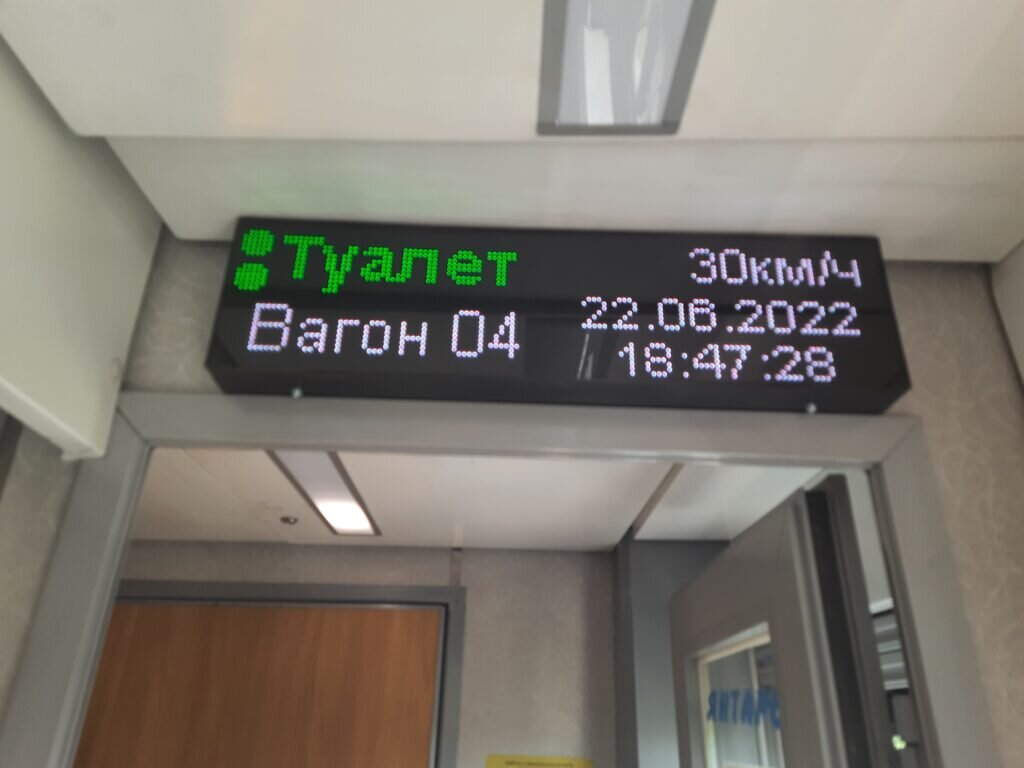 Туалет
Вагон 04
30км/ч
22.06.2022
18:47:28